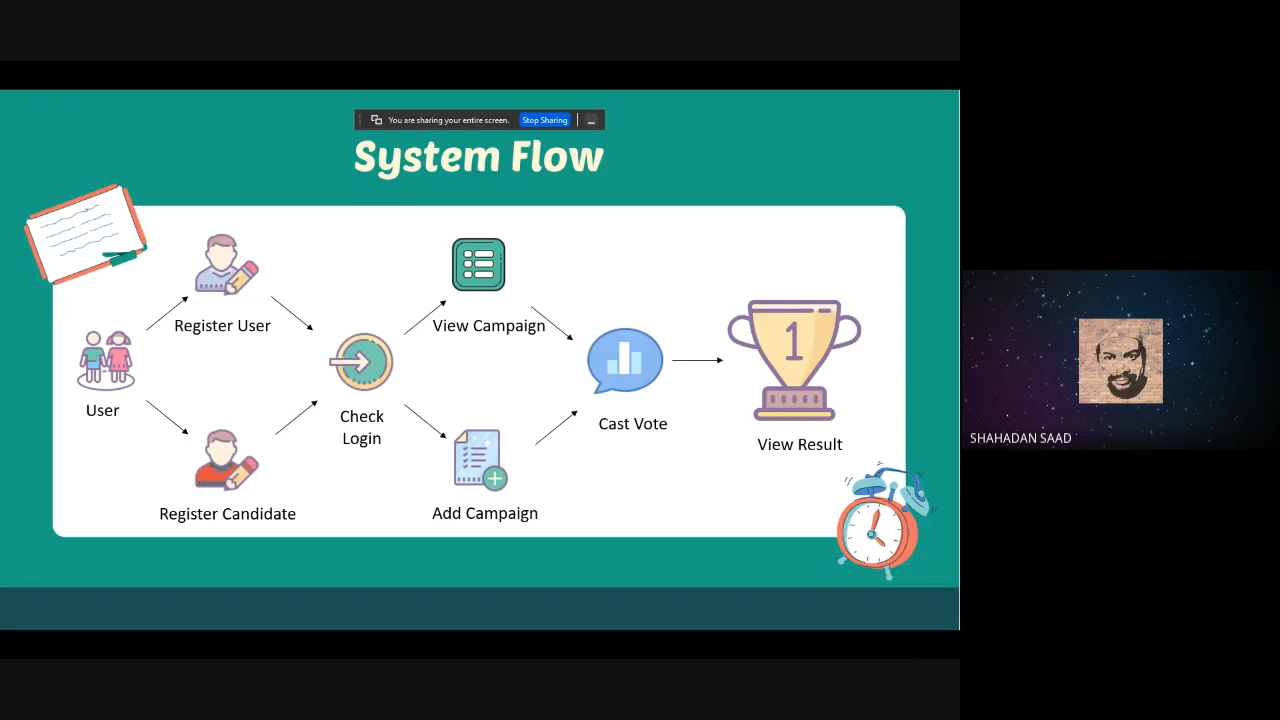 You are sharing your entire screen. Stop Sharing
System Flow
Register User
View Campaign
User
Check
Login
Cast Vote
1
View Result
Register Candidate
Add Campaign
SHAHADAN SAAD